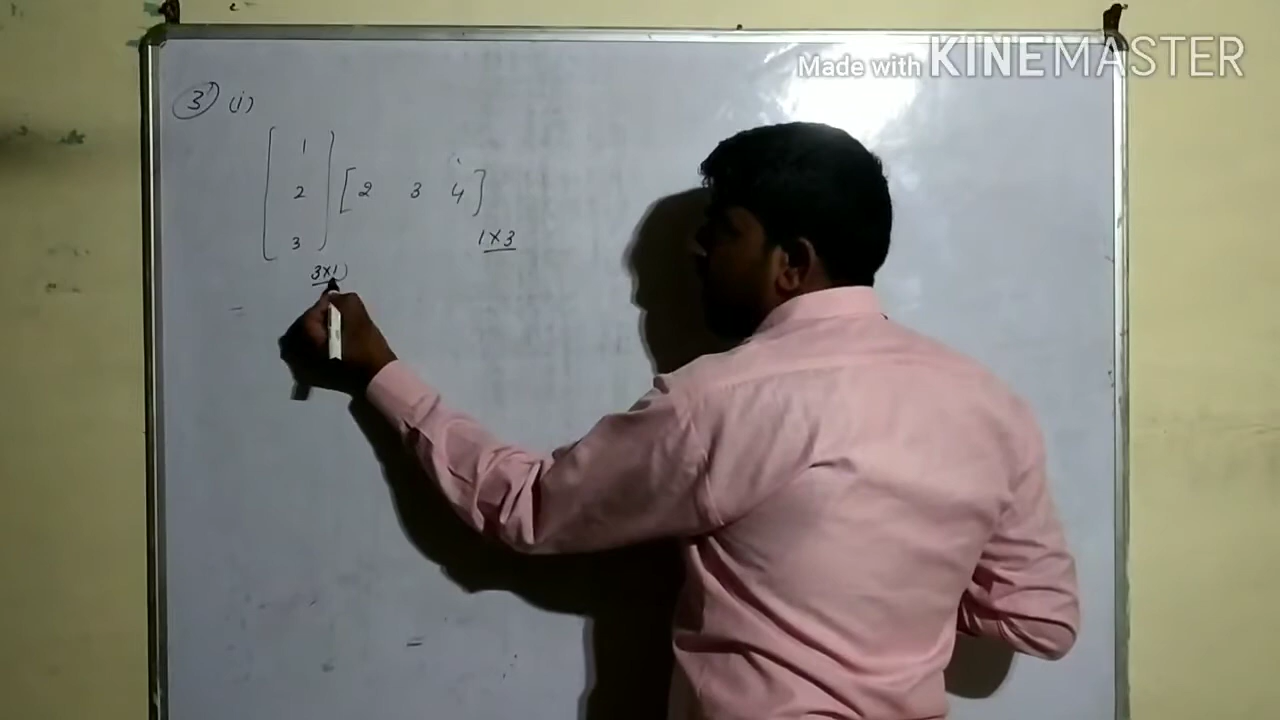 Made with KINEMASTER
3 (i)
1
2 [2 3 4]
3 1×3
3×1
=
=